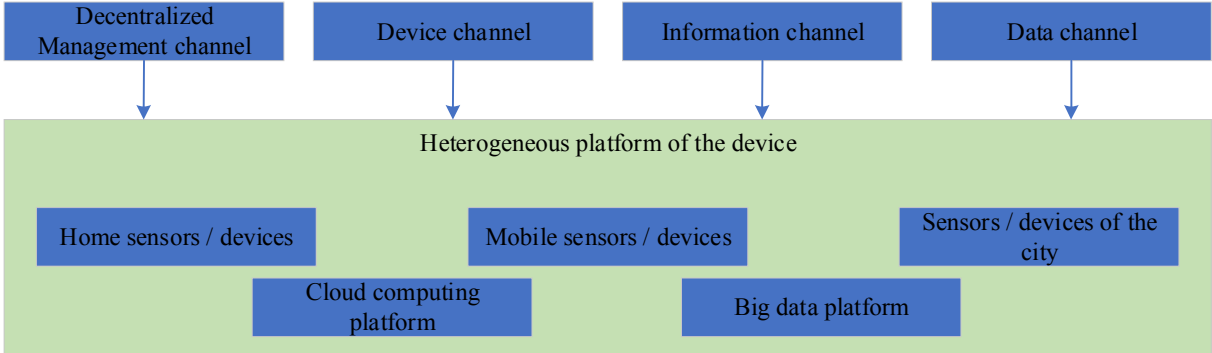 Decentralized
Management channel
Device channel
Information channel
Data channel
Heterogeneous platform of the device
Home sensors / devices
Mobile sensors / devices
Sensors / devices of the
city
Cloud computing
platform
Big data platform